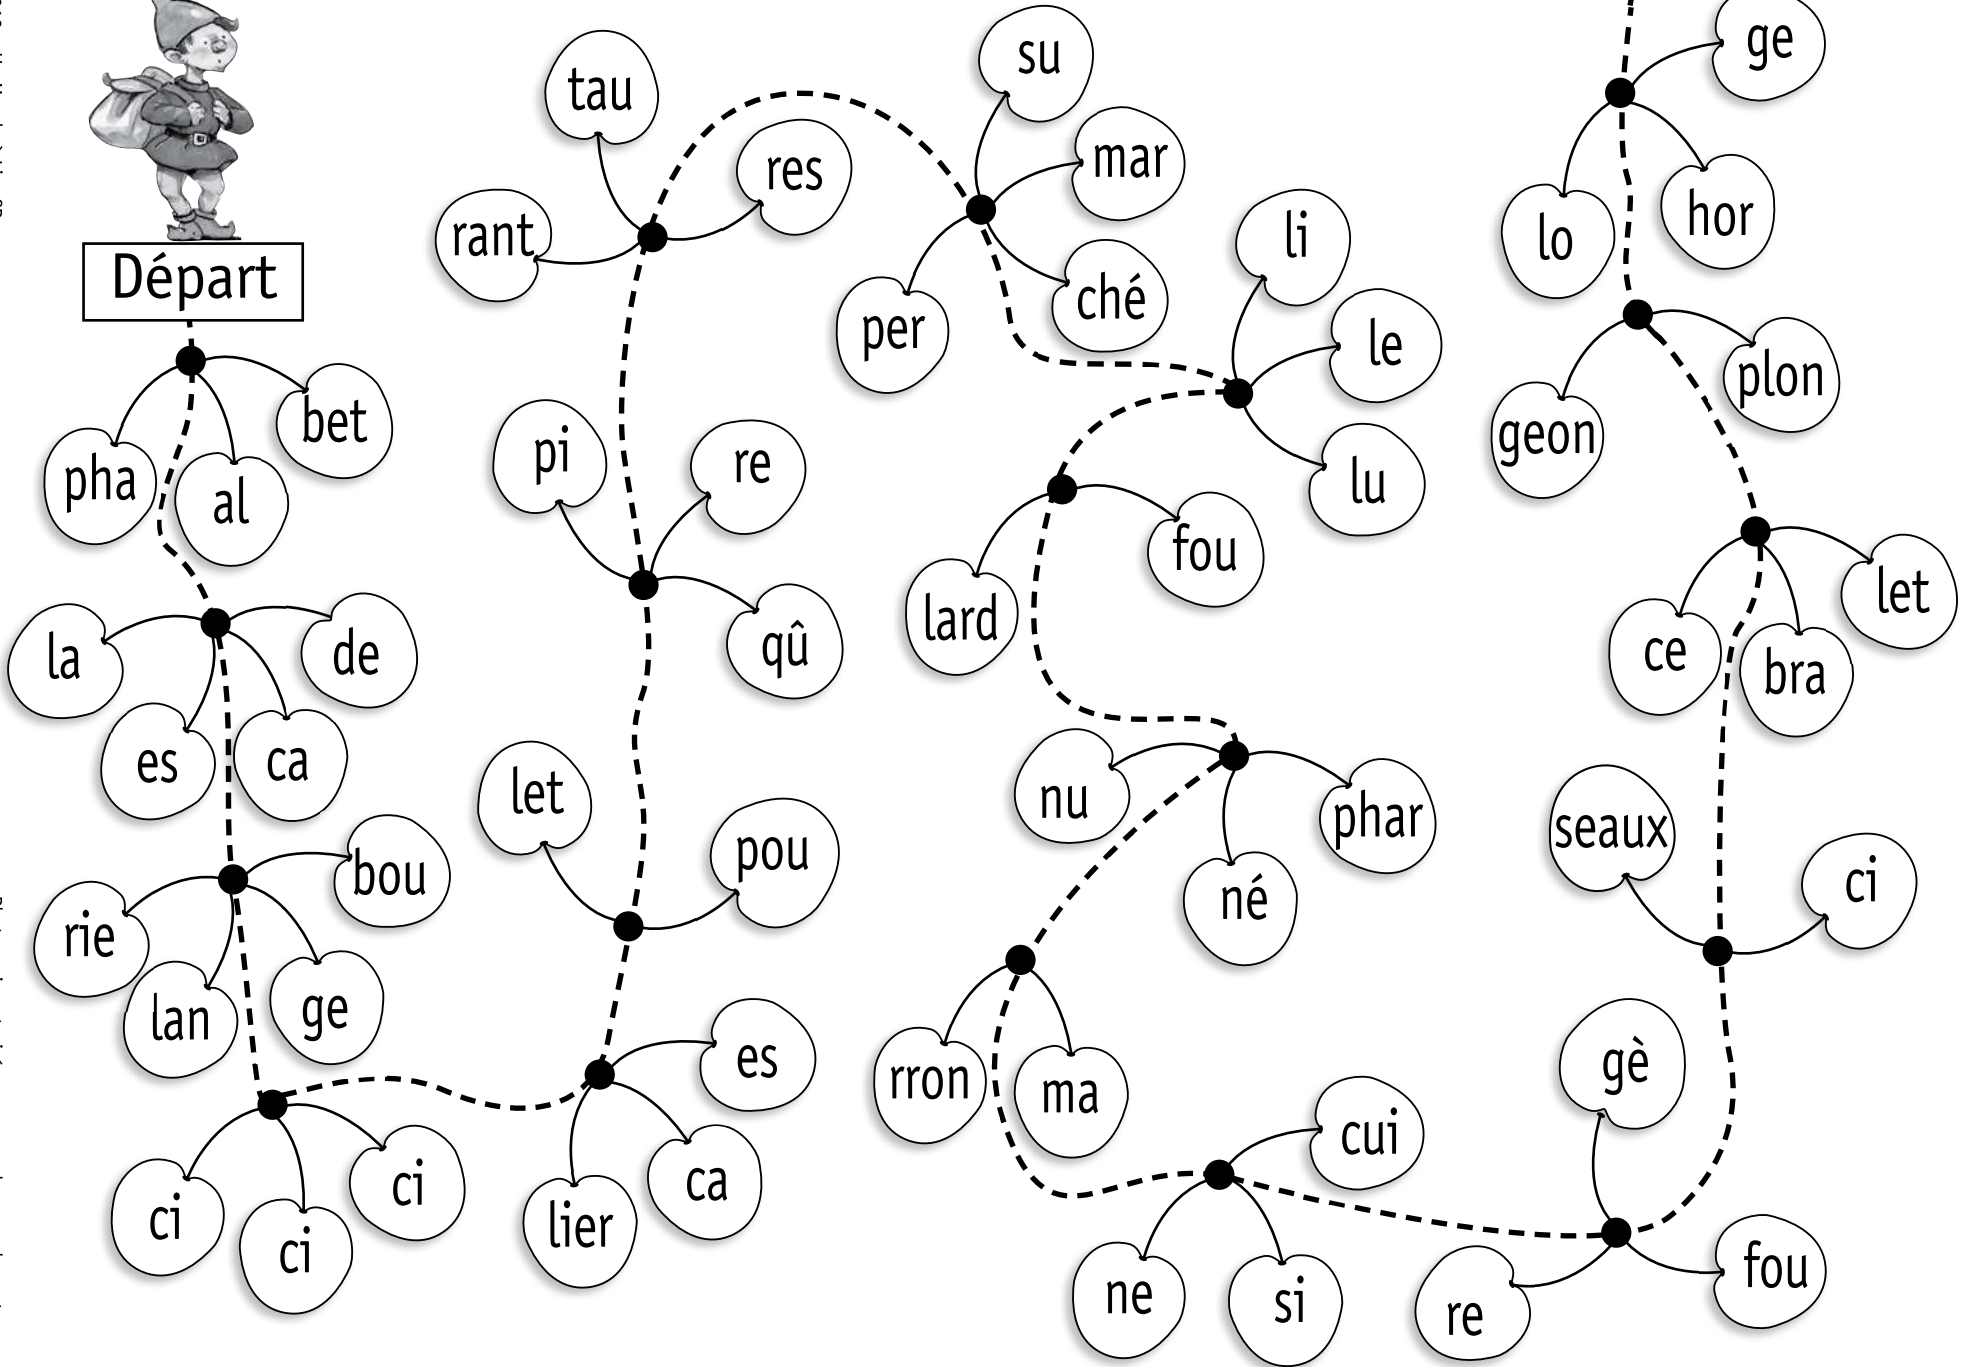 Départ
pha
al
bet
la
es
ca
de
rie
lan
ge
bou
ci
ci
ci
lier
ca
es
let
pou
pi
re
qû
rant
tau
res
su
mar
ché
per
li
le
lu
lard
fou
nu
né
phar
rron
ma
cui
ne
si
gè
re
fou
seaux
ci
ce
bra
let
geon
plon
lo
hor
ge